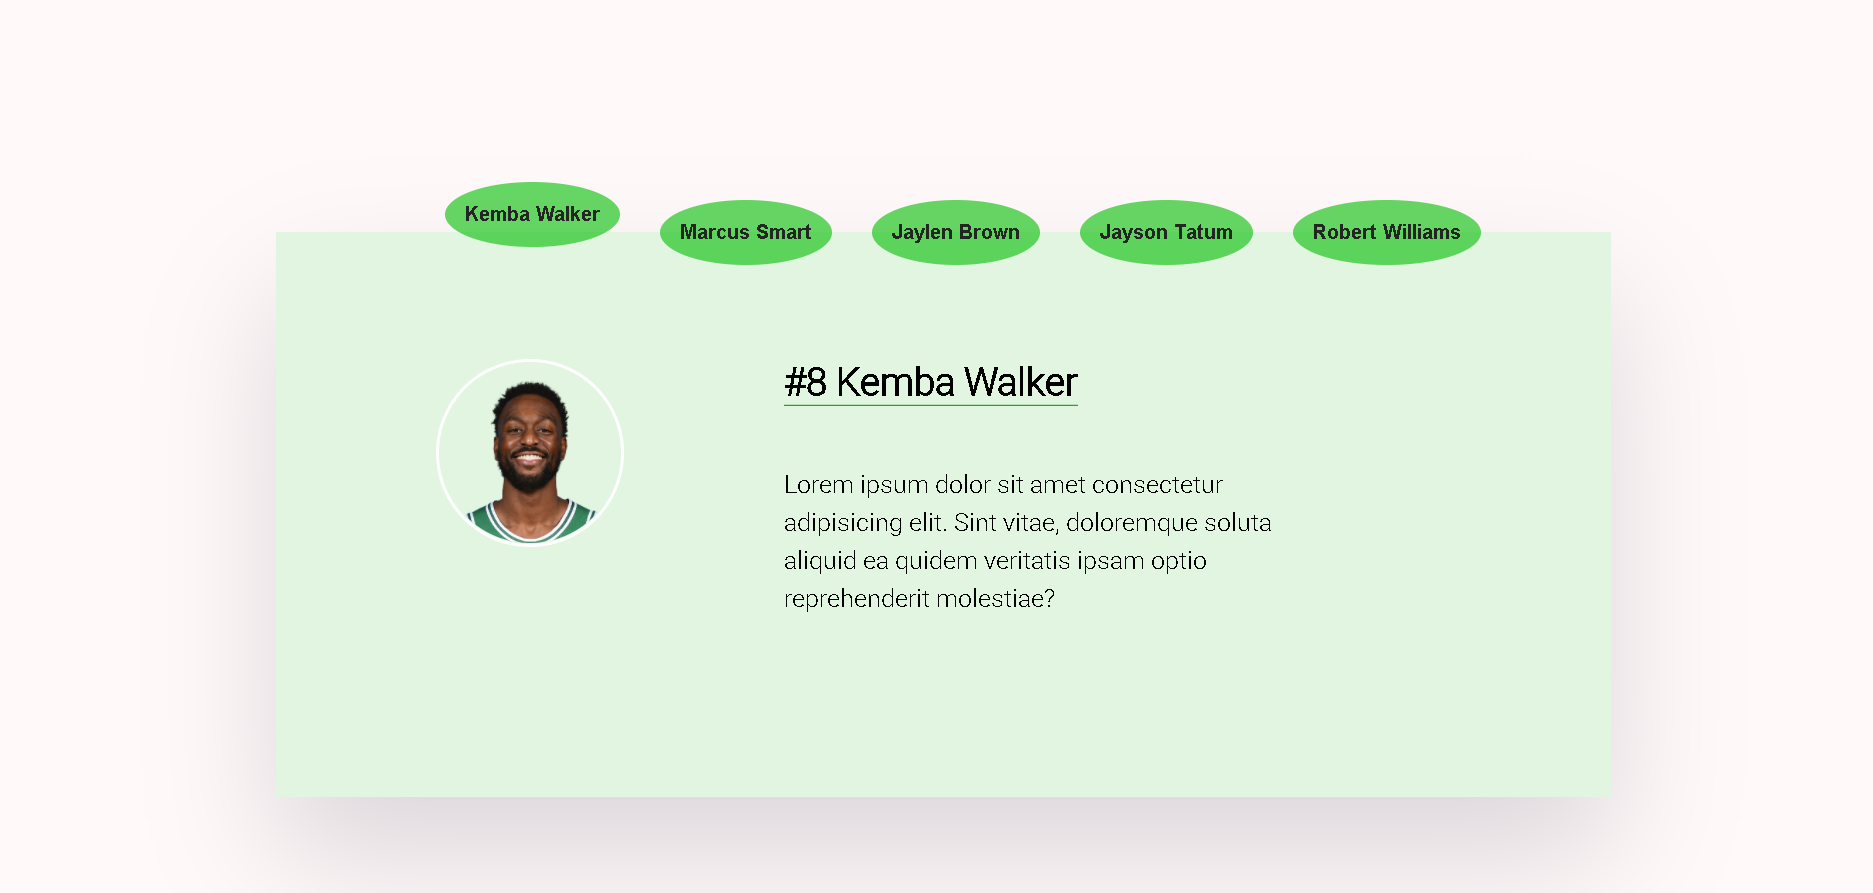 Kemba Walker
Marcus Smart
Jaylen Brown
Jayson Tatum
Robert Williams
#8 Kemba Walker
Lorem ipsum dolor sit amet consectetur
adipisicing elit. Sint vitae, doloremque soluta
aliquid ea quidem veritatis ipsam optio
reprehenderit molestiae?